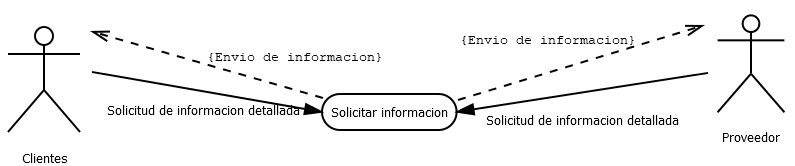 {Envio de informacion}
{Envio de informacion}
Solicitud de informacion detallada
Solicitar informacion
Solicitud de informacion detallada
Proveedor
Clientes